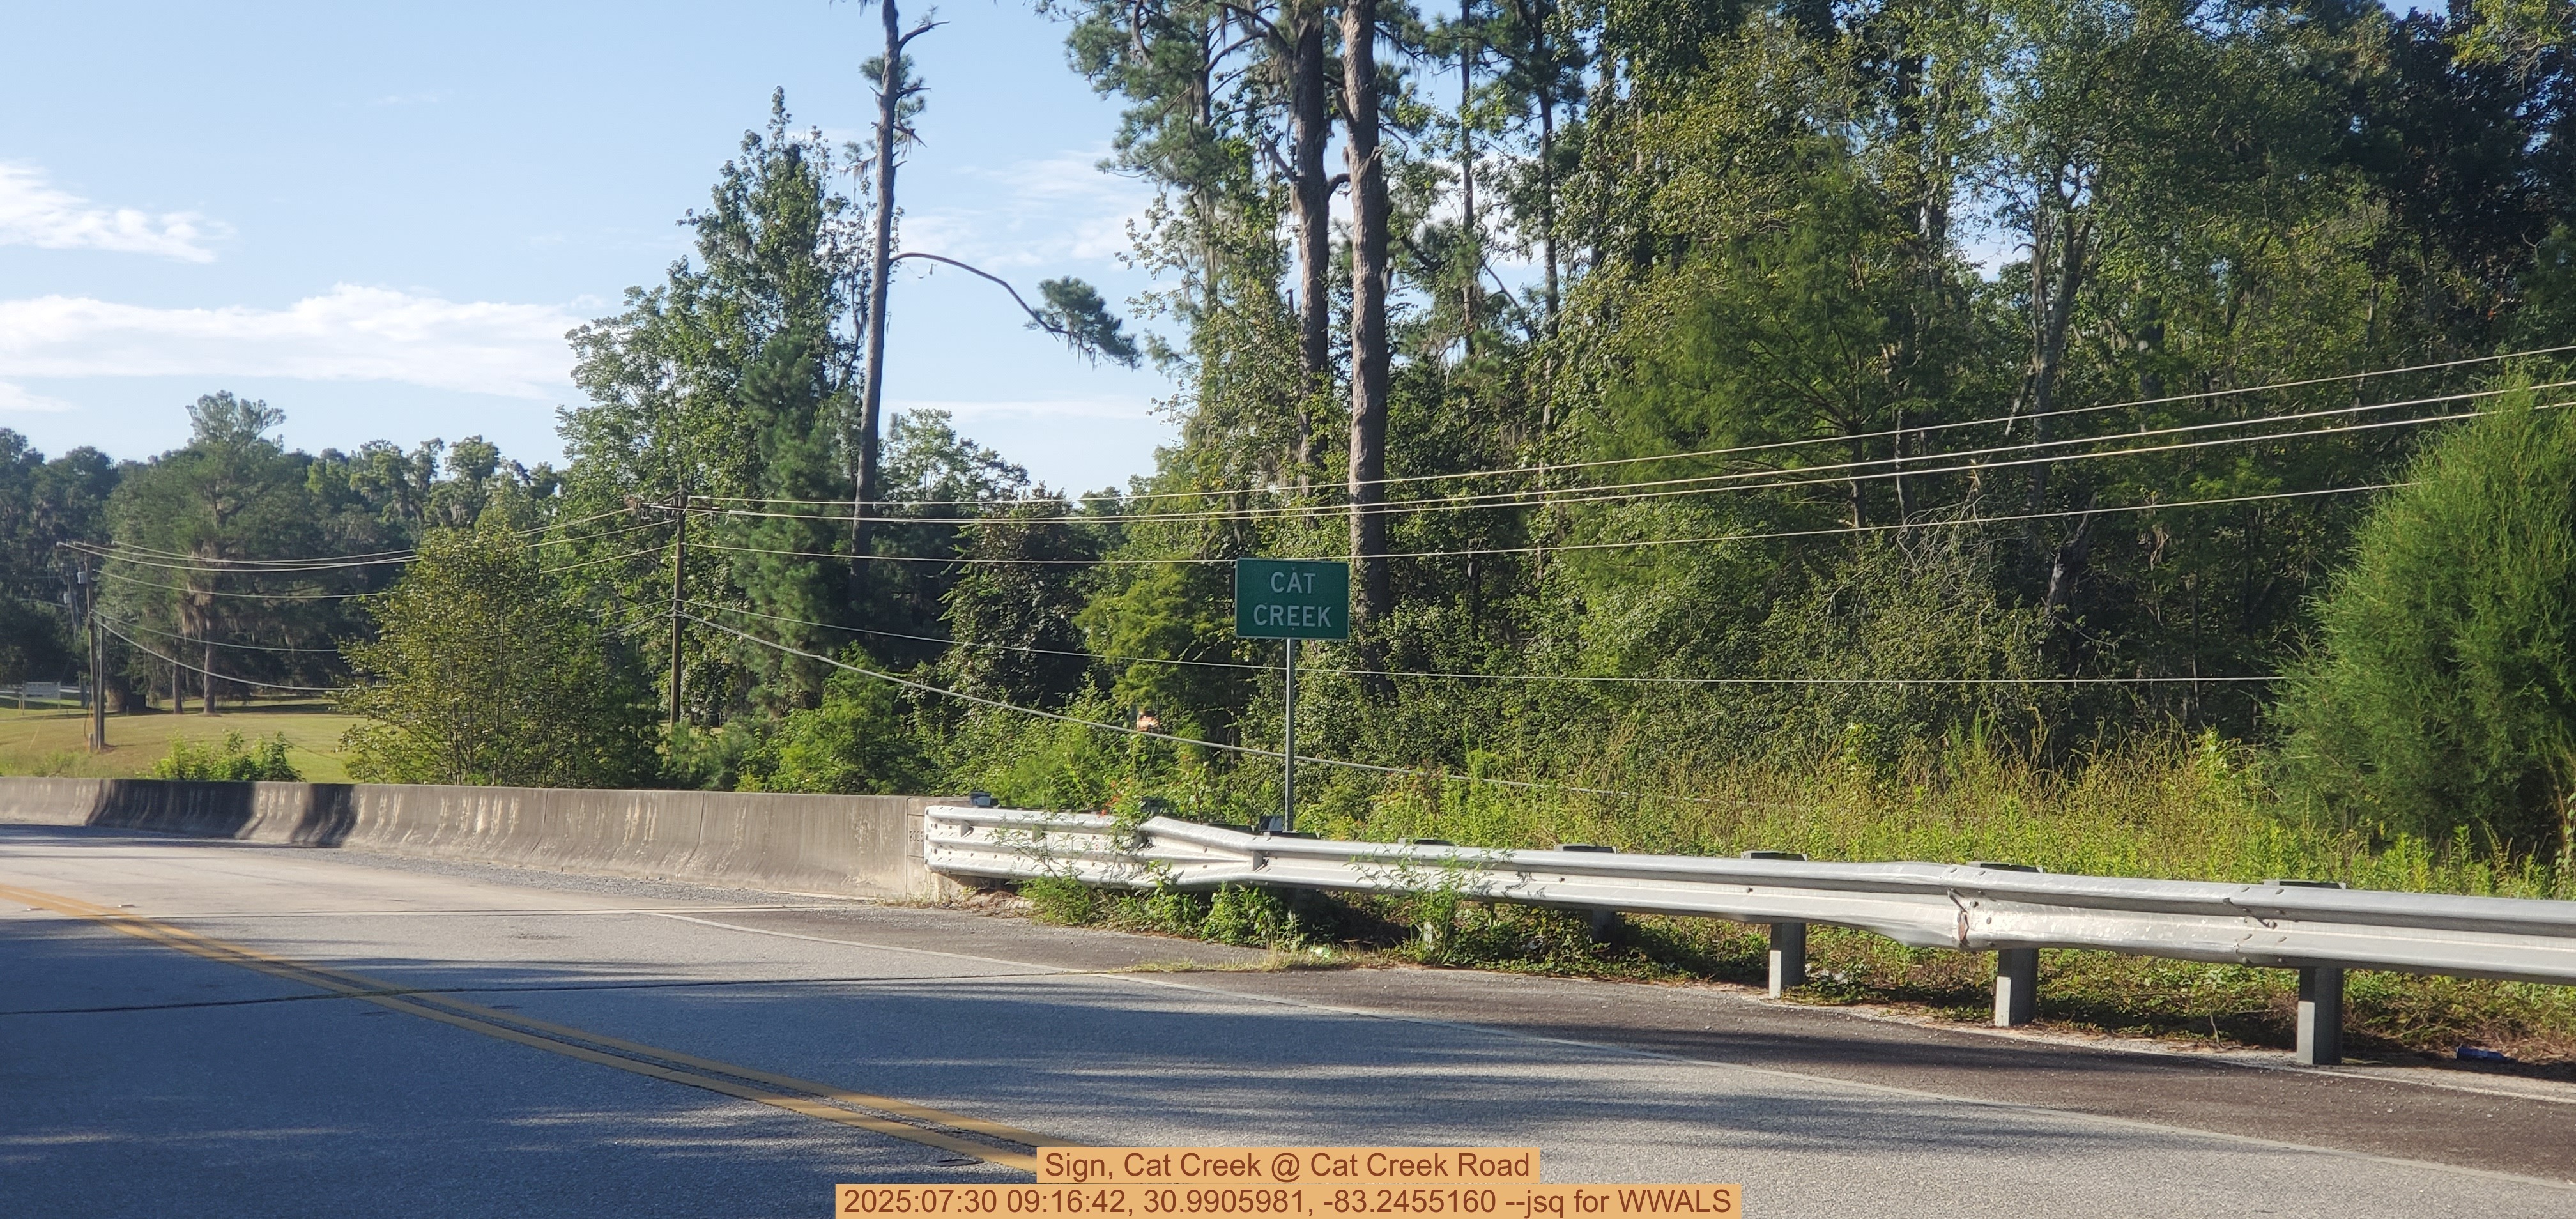 CAT
CREEK
Sign, Cat Creek @ Cat Creek Road
2025:07:30 09:16:42, 30.9905981, -83.2455160 --jsq for WWALS